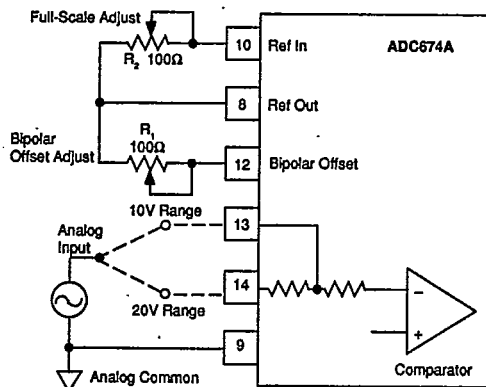 Full-Scale Adjust
R2 100Ω
10 Ref In
ADC674A
8 Ref Out
Bipolar
Offset Adjust
R1
100Ω
12 Bipolar Offset
10V Range
13
Analog
Input
14
20V Range
9
Analog Common
−
+
Comparator